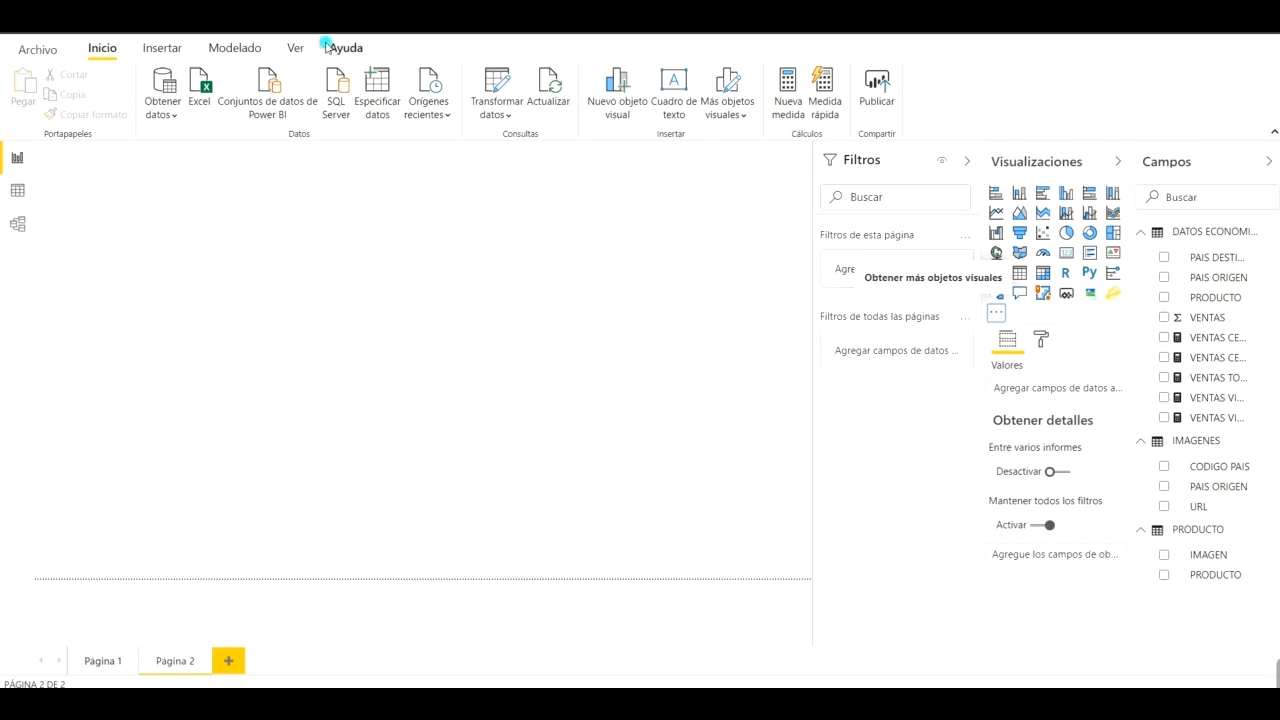 Archivo
Inicio
Insertar
Modelado
Ver
Ayuda
Pegar
Cortar
Copia
Copiar formato
Portapapeles
Obtener
datos
Excel
Conjuntos de datos de
Power BI
SQL
Server
Especificar
datos
Orígenes
recientes
Datos
Transformar
datos
Actualizar
Consultas
Nuevo objeto
visual
Cuadro de
texto
Más objetos
visuales
Insertar
Nueva
medida
Medida
rápida
Cálculos
Publicar
Compartir
Filtros
Buscar
Filtros de esta página
...
Agre
Filtros de todas las páginas
...
Agregar campos de datos ...
Visualizaciones
R
Py
Obtener más objetos visuales
...
Valores
Agregar campos de datos a...
Obtener detalles
Entre varios informes
Desactivar
Mantener todos los filtros
Activar
Agregue los campos de ob...
Campos
Buscar
DATOS ECONOMI...
PAIS DESTI...
PAIS ORIGEN
PRODUCTO
Σ VENTAS
VENTAS CE...
VENTAS CE...
VENTAS TO...
VENTAS VI...
VENTAS VI...
IMAGENES
CODIGO PAIS
PAIS ORIGEN
URL
PRODUCTO
IMAGEN
PRODUCTO
Página 1
Página 2
PÁGINA 2 DE 2